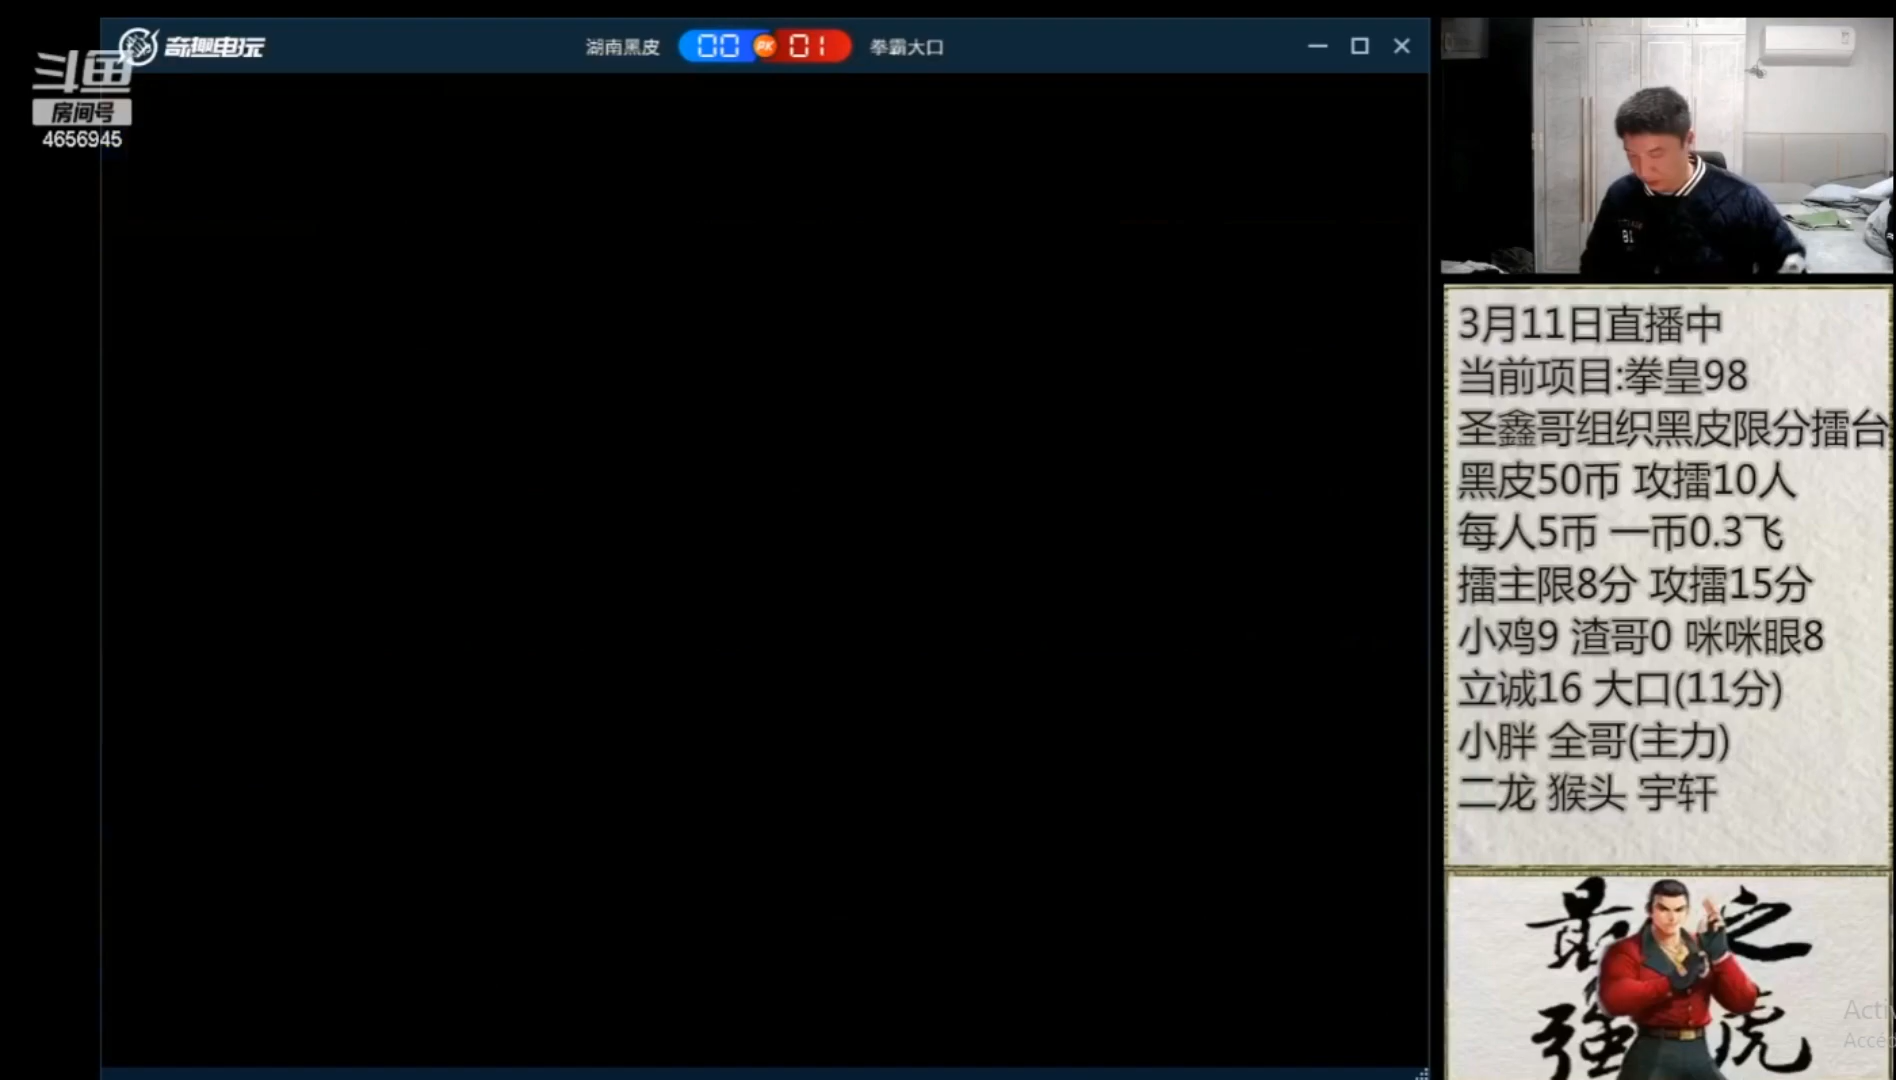 斗鱼
房间号
4656945
奇趣电玩
湖南黑皮 00 PK 01 拳霸大口
3月11日直播中
当前项目:拳皇98
圣鑫哥组织黑皮限分擂台
黑皮50币 攻擂10人
每人5币 一币0.3飞
擂主限8分 攻擂15分
小鸡9 渣哥0 咪咪眼8
立诚16 大口(11分)
小胖 全哥(主力)
二龙 猴头 宇轩
最之
强虎